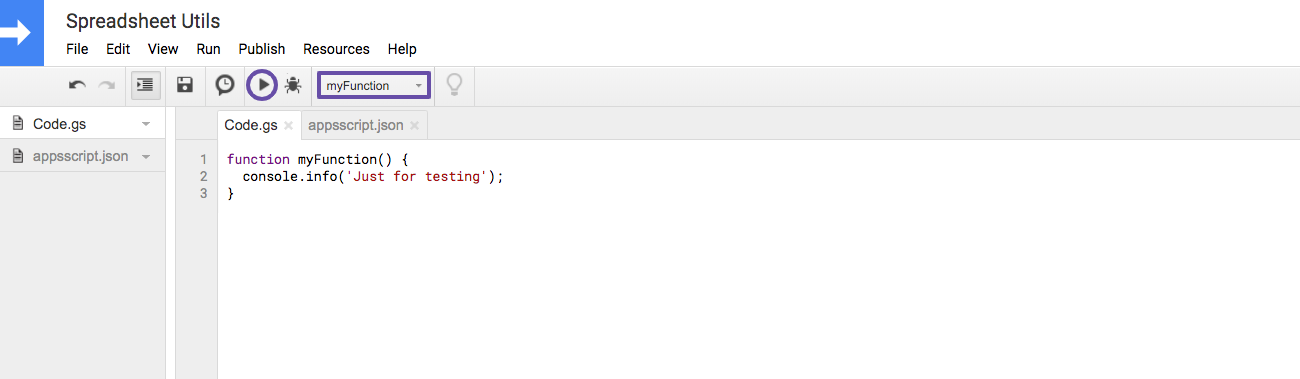 Spreadsheet Utils
File Edit View Run Publish Resources Help
myFunction
Code.gs
appsscript.json
Code.gs appsscript.json
1 function myFunction() {
2 console.info('Just for testing');
3 }